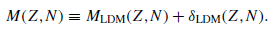 M(Z,N) ≡ M_LDM(Z,N) + δ_LDM(Z,N).